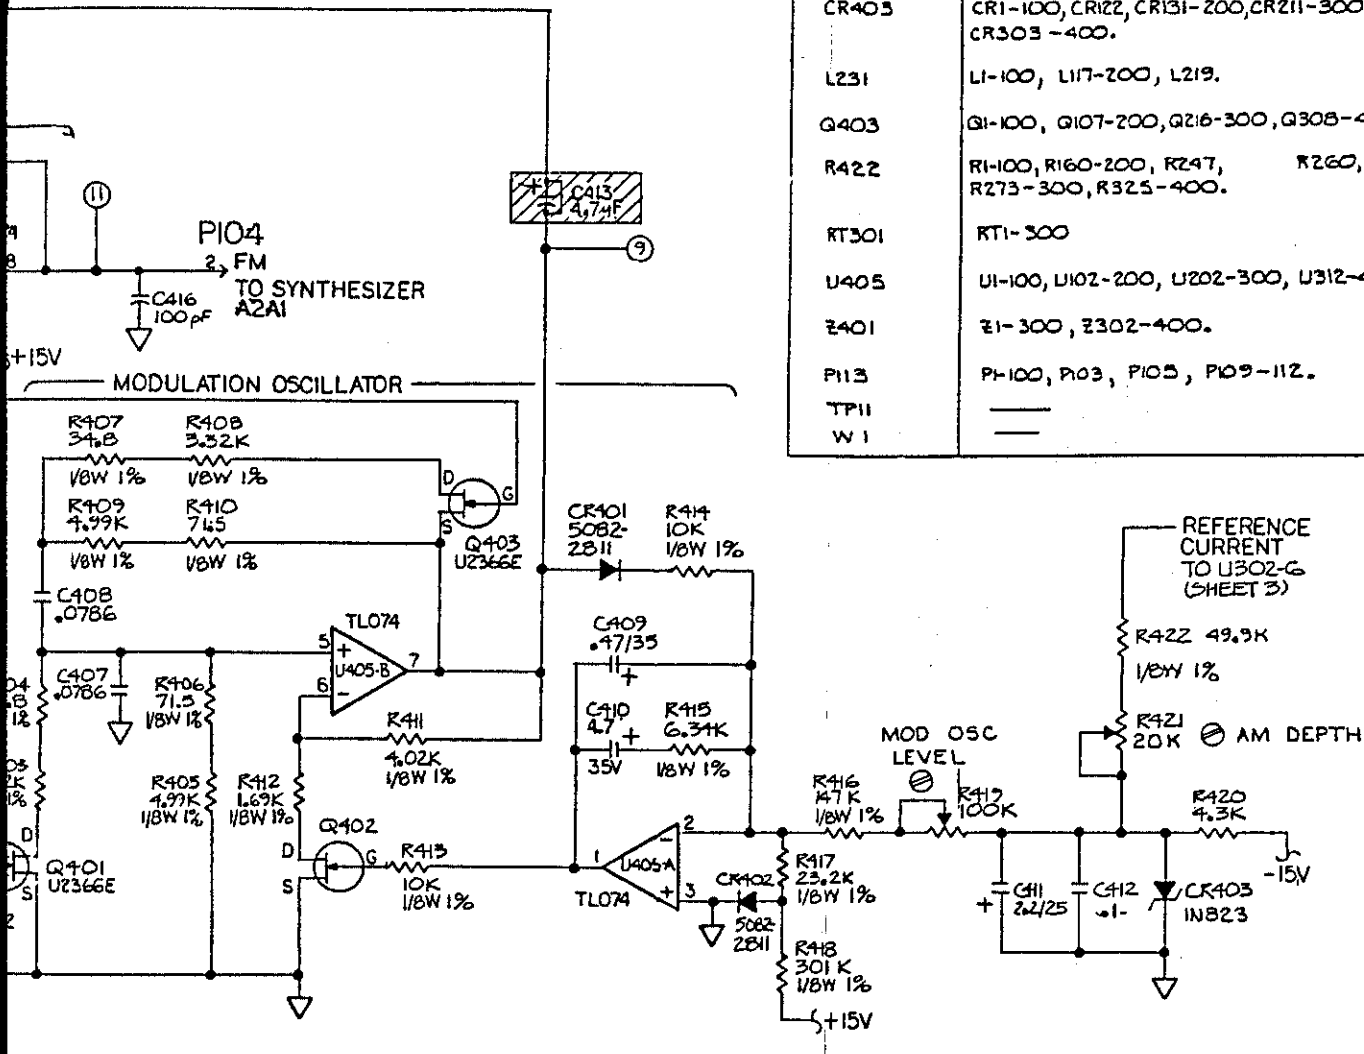 CR403 CR1-100, CR122, CR131-200, CR211-300
CR303-400.
L231 L1-100, L117-200, L219.
Q403 Q1-100, Q107-200, Q216-300, Q308-4
R422 R1-100, R160-200, R247, R260,
R273-300, R325-400.
RT301 RT1-300
U405 U1-100, U102-200, U202-300, U312-4
Z401 Z1-300, Z302-400.
P113 P1-100, P103, P105, P109-112.
TP11
W1
C413
4.7µF
9
11
P104
8
2 FM
TO SYNTHESIZER
A2A1
C416
100pF
+15V
MODULATION OSCILLATOR
R407
34.8
1/8W 1%
R408
3.32K
1/8W 1%
R409
4.99K
1/8W 1%
R410
71.5
1/8W 1%
D
G
S
Q403
U2366E
C408
.0786
C407
.0786
R406
71.5
1/8W 1%
R405
4.99K
1/8W 1%
TL074
5 +
U405-B
7
6 -
R411
4.02K
1/8W 1%
R412
1.69K
1/8W 1%
D
S
Q401
U2366E
2
Q402
D
G
S
R413
10K
1/8W 1%
CR401
5082-
2811
R414
10K
1/8W 1%
C409
.47/35
+
C410
4.7
+
35V
R415
6.34K
1/8W 1%
2
-
1
U405-A
+
3
TL074
CR402
5082-
2811
R416
147K
1/8W 1%
R417
23.2K
1/8W 1%
R418
301K
1/8W 1%
+15V
MOD OSC
LEVEL
R419
100K
REFERENCE
CURRENT
TO U302-6
(SHEET 3)
R422 49.9K
1/8W 1%
R421
20K
AM DEPTH
R420
4.3K
-15V
C411
2.2/25
+
C412
.1-
CR403
1N823